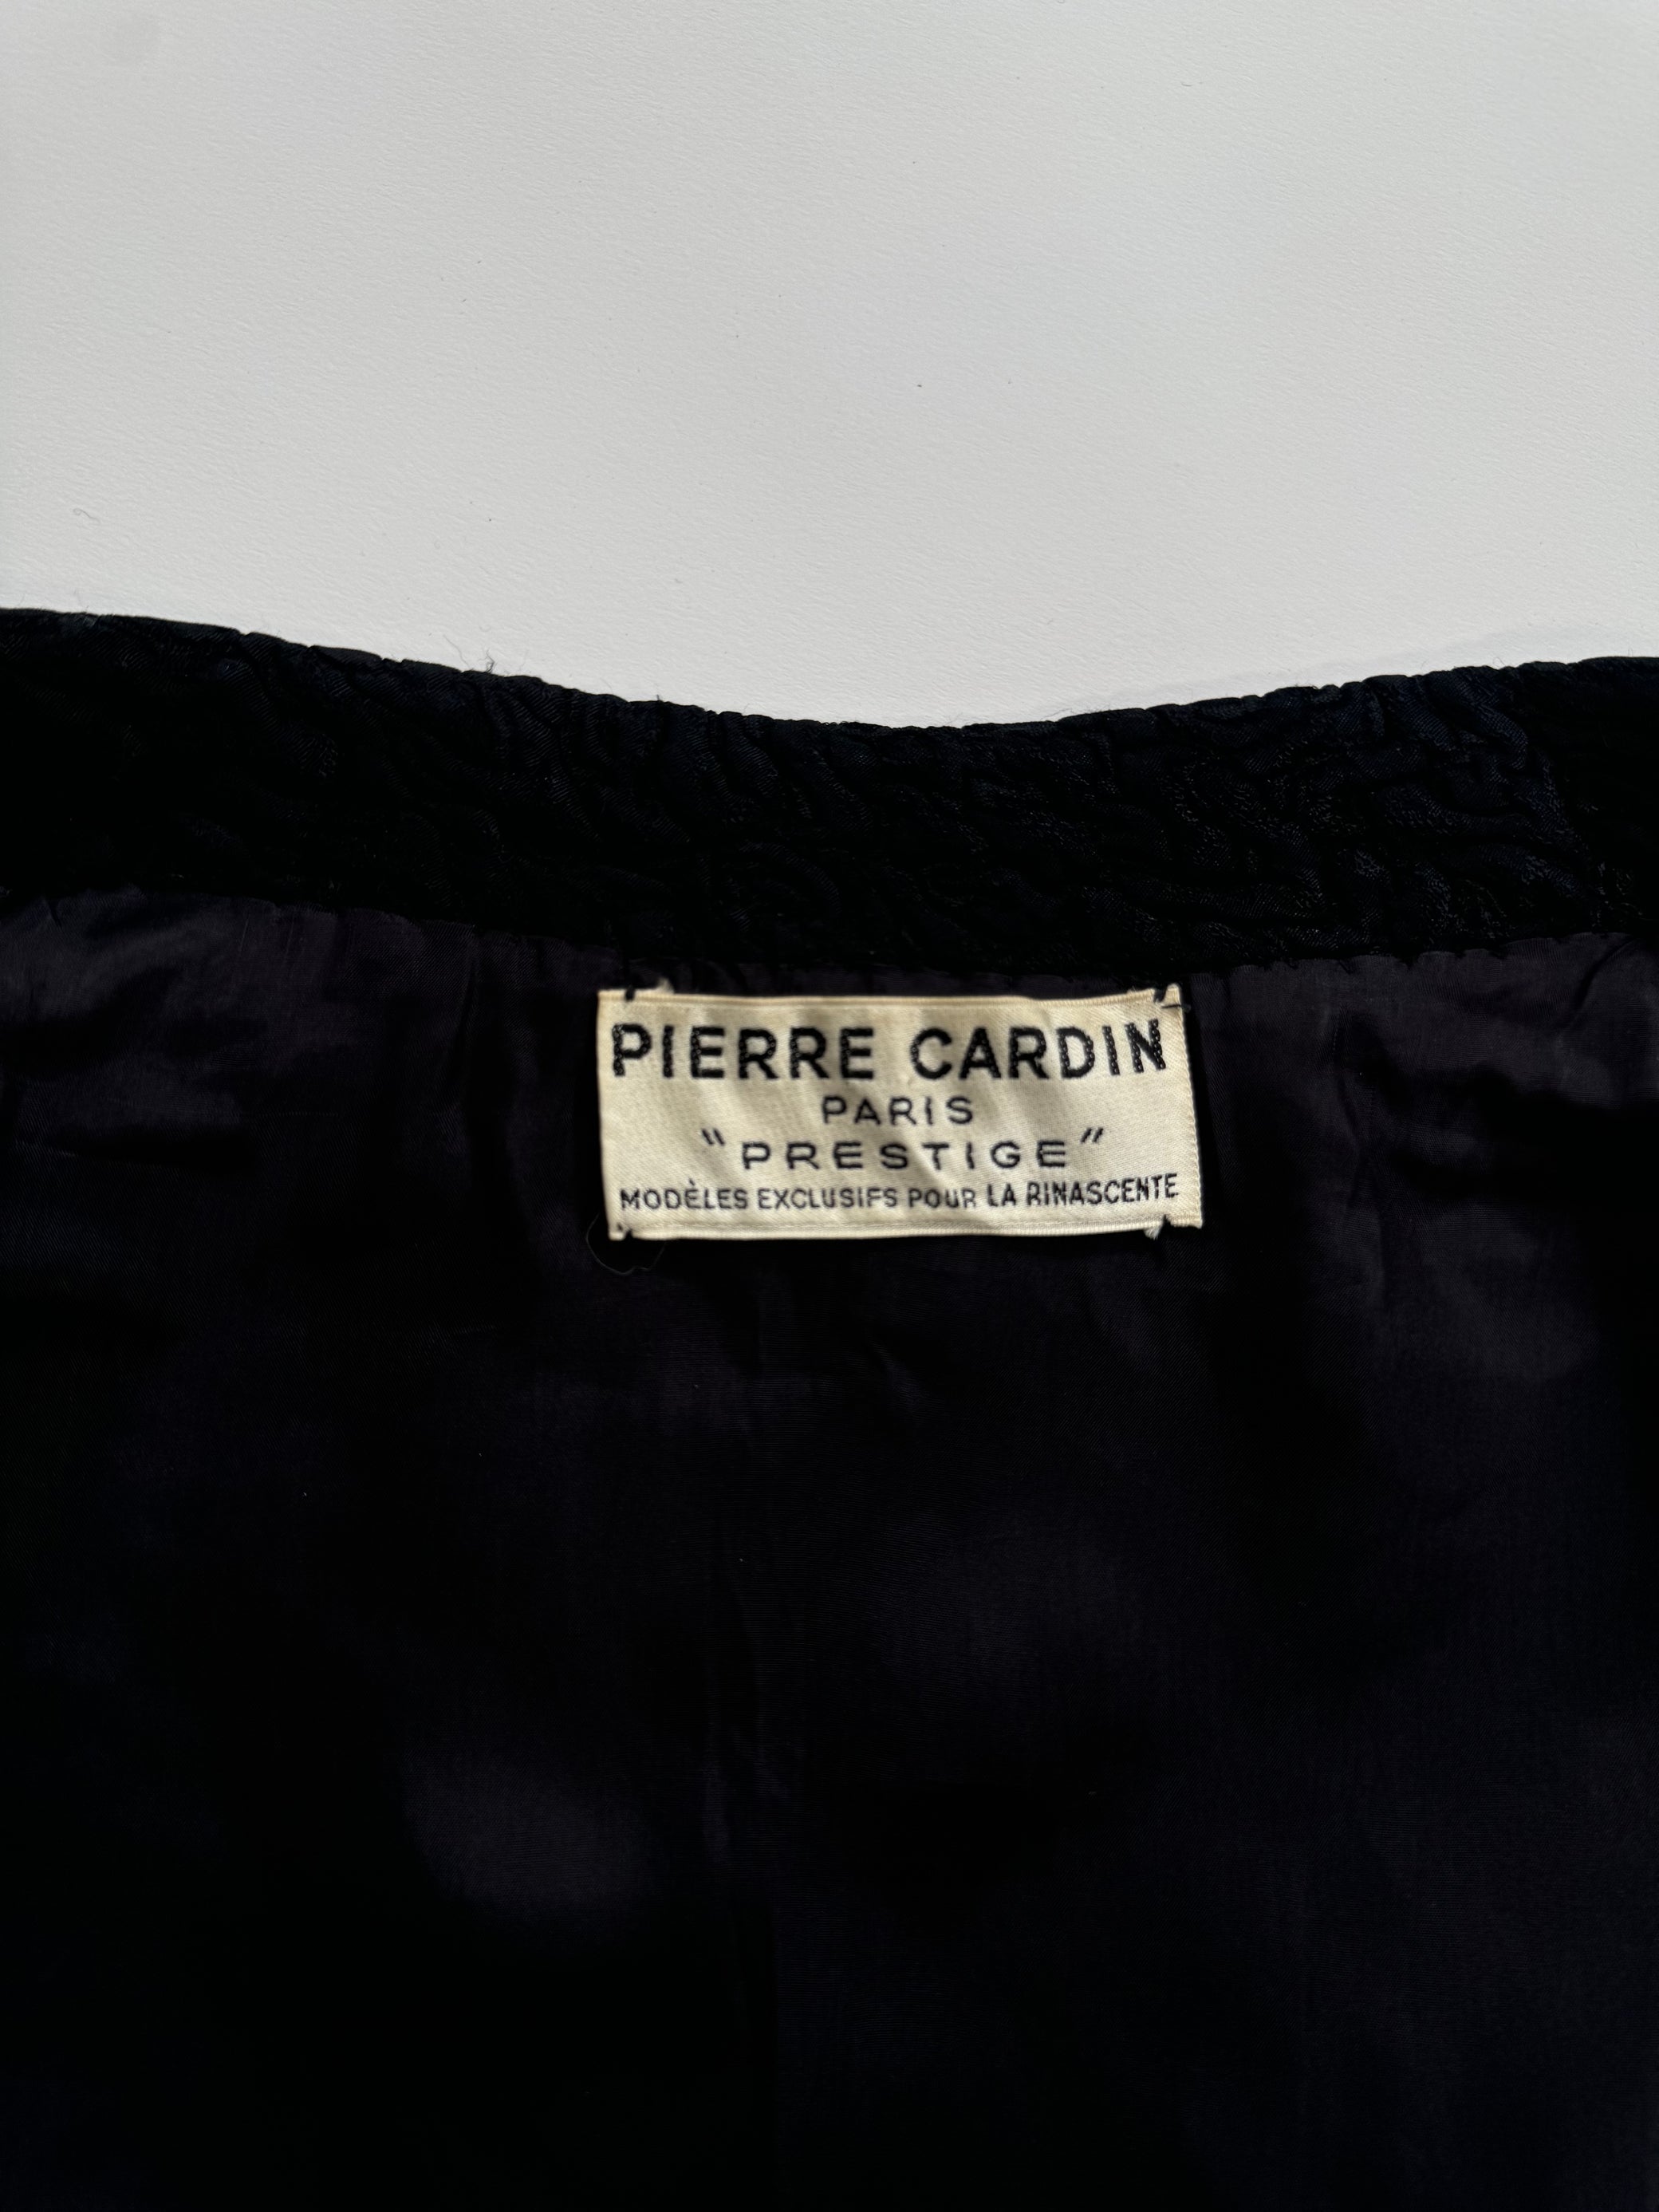 PIERRE CARDIN
PARIS
"PRESTIGE"
MODÈLES EXCLUSIFS POUR LA RINASCENTE